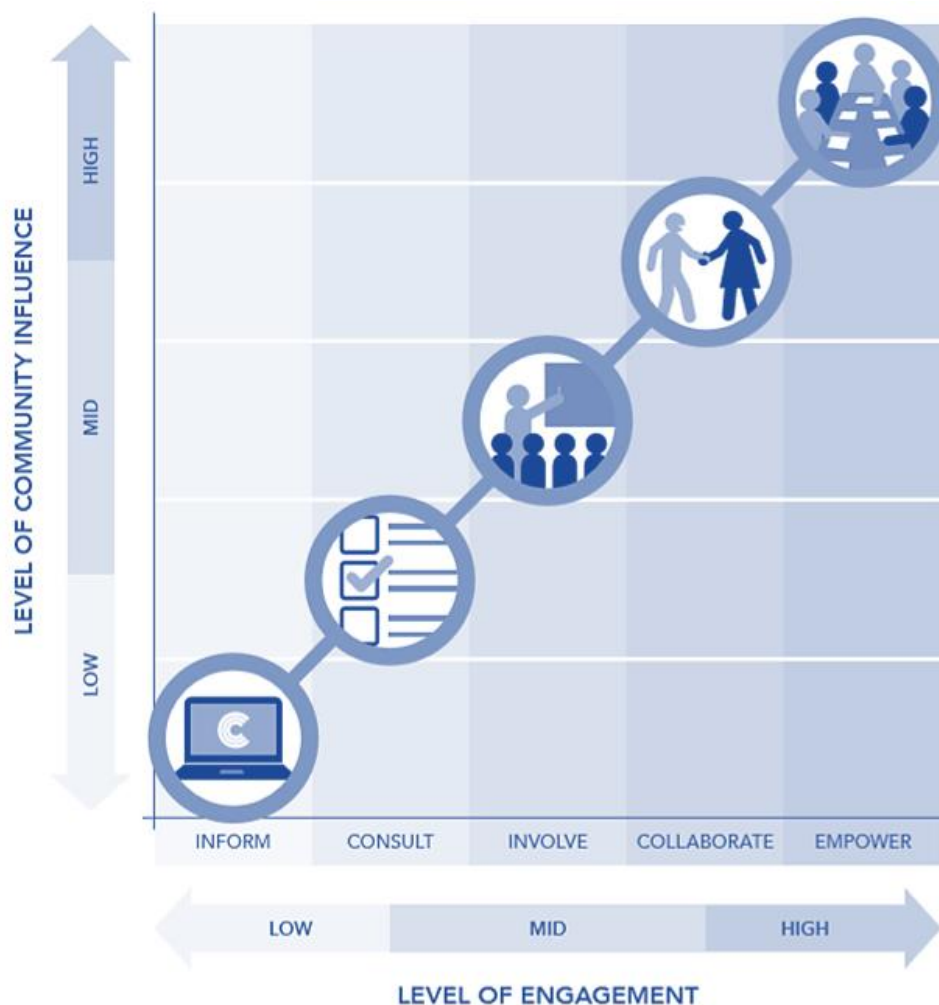 LEVEL OF COMMUNITY INFLUENCE
HIGH
MID
LOW
INFORM
CONSULT
INVOLVE
COLLABORATE
EMPOWER
LOW
MID
HIGH
LEVEL OF ENGAGEMENT